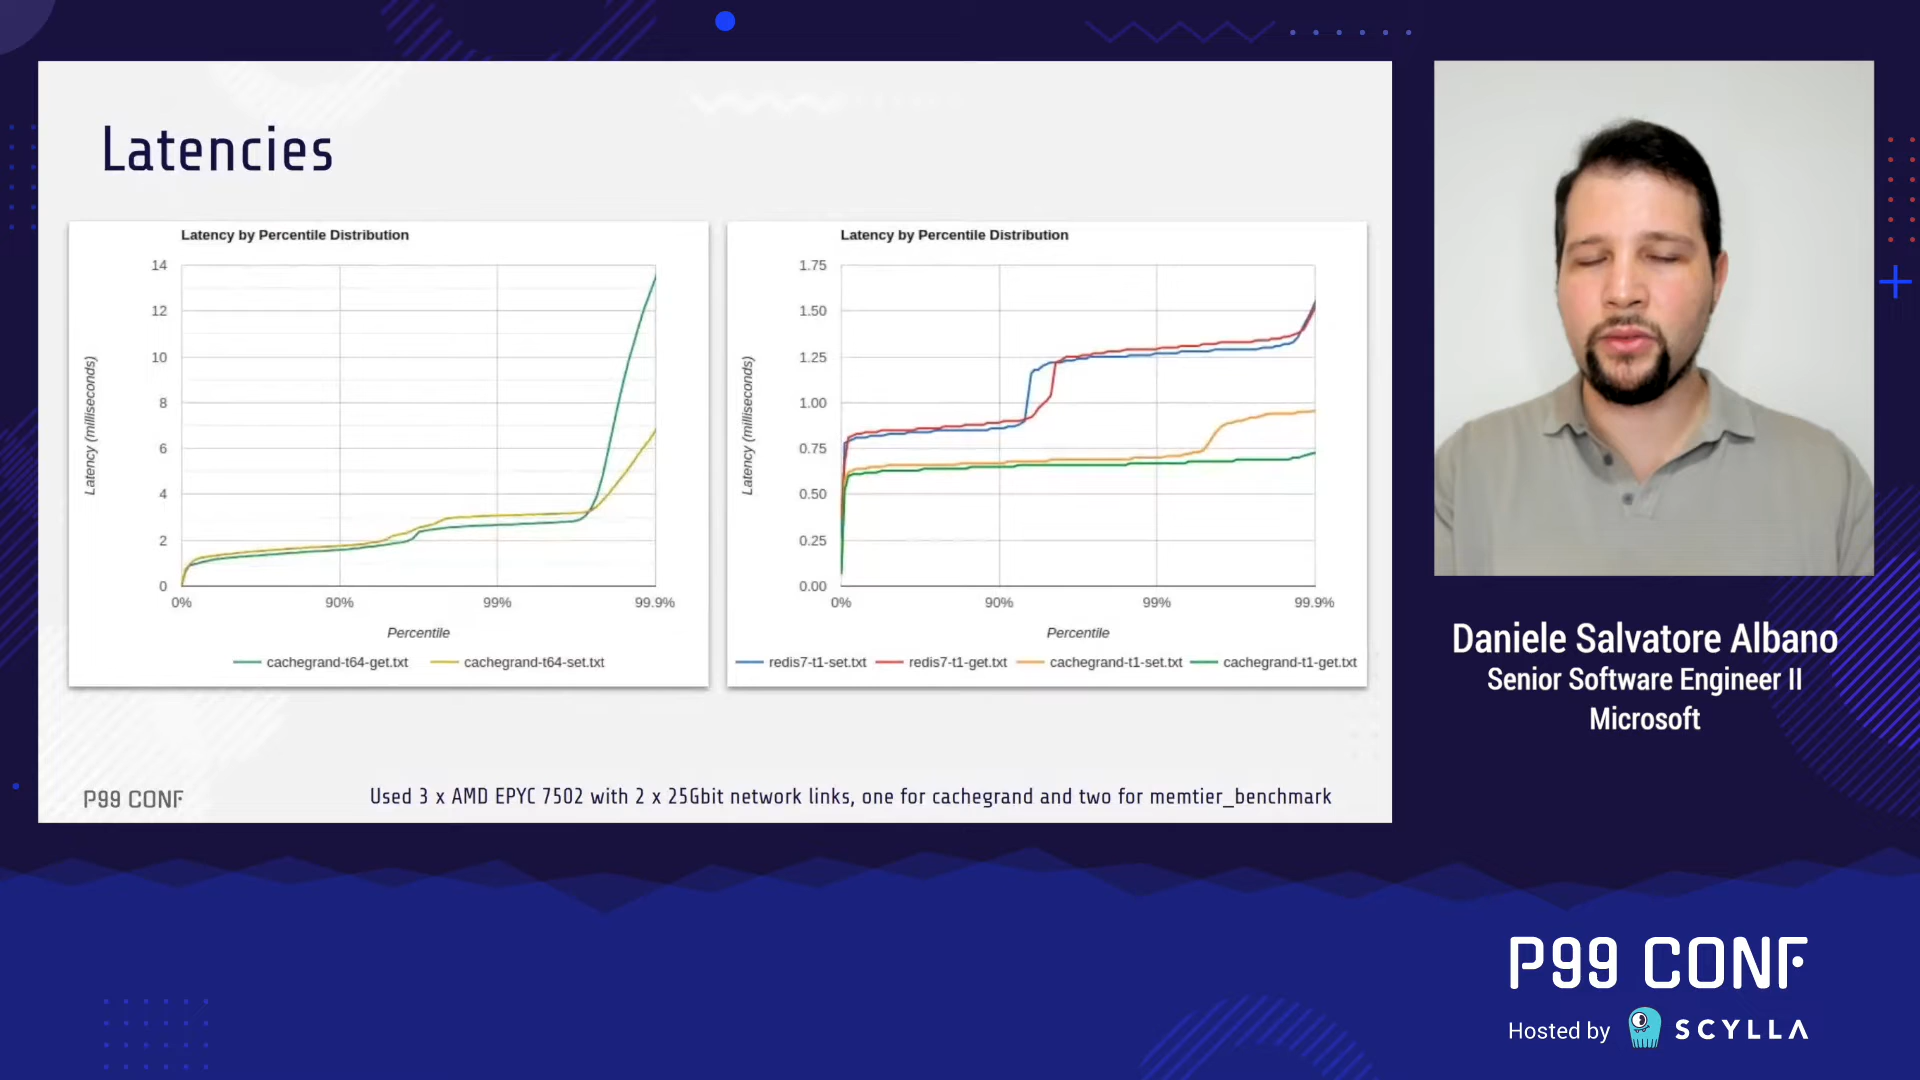 Latencies
Latency by Percentile Distribution
14
12
10
8
6
4
2
0
Latency (milliseconds)
0% 90% 99% 99.9%
Percentile
cachegrand-t64-get.txt cachegrand-t64-set.txt
Latency by Percentile Distribution
1.75
1.50
1.25
1.00
0.75
0.50
0.25
0.00
Latency (milliseconds)
0% 90% 99% 99.9%
Percentile
redis7-t1-set.txt redis7-t1-get.txt cachegrand-t1-set.txt cachegrand-t1-get.txt
P99 CONF
Used 3 x AMD EPYC 7502 with 2 x 25Gbit network links, one for cachegrand and two for memtier_benchmark
Daniele Salvatore Albano
Senior Software Engineer II
Microsoft
P99 CONF
Hosted by SCYLLA